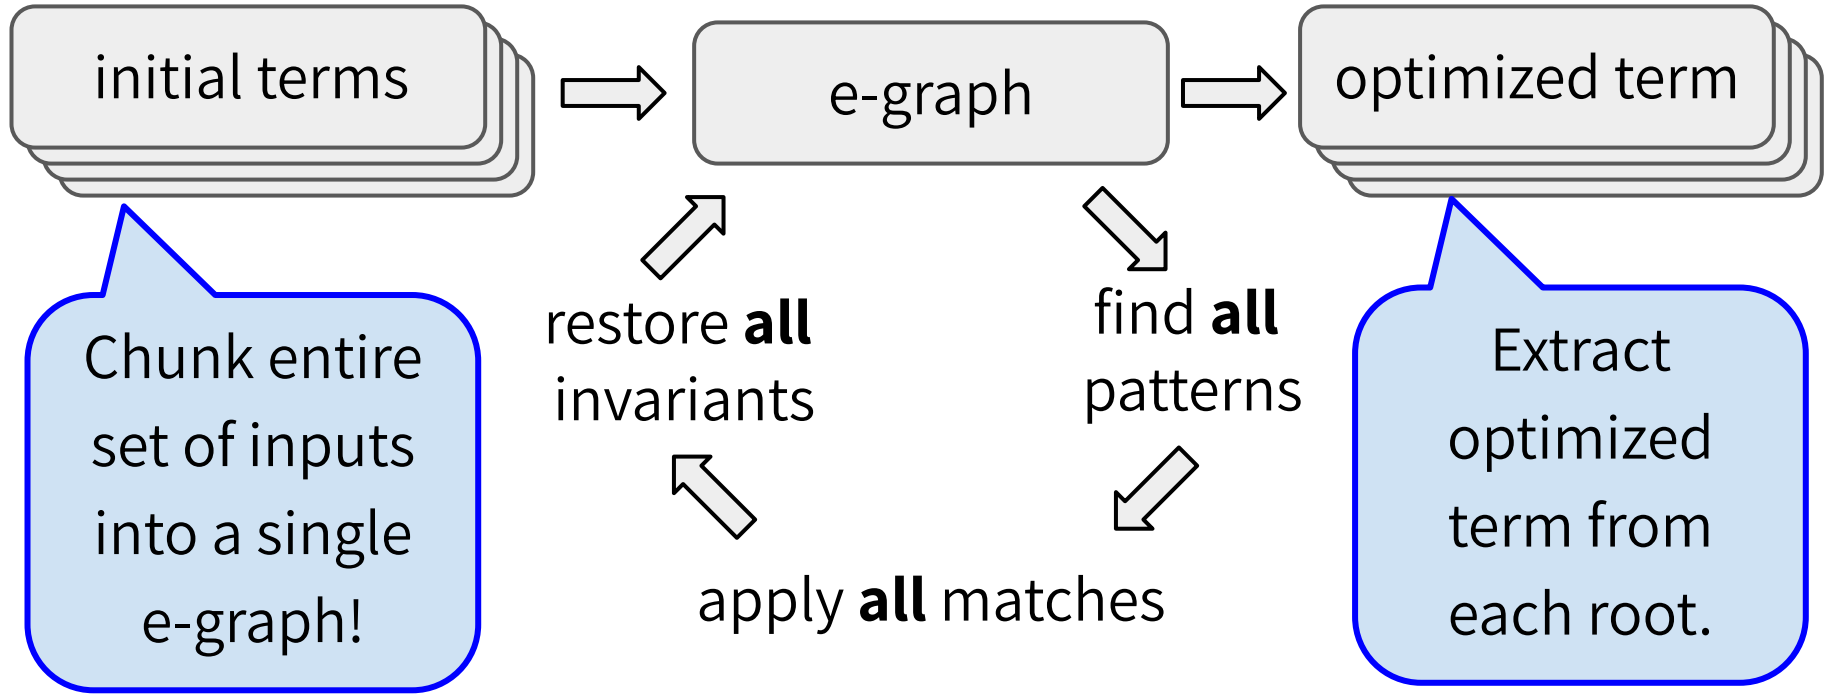 initial terms
e-graph
optimized term
restore all
invariants
find all
patterns
apply all matches
Chunk entire
set of inputs
into a single
e-graph!
Extract
optimized
term from
each root.